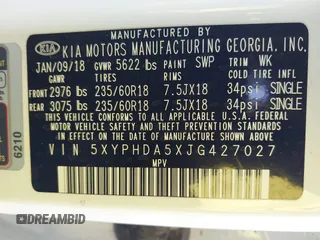 MANUFACTURED BY
KIA KIA MOTORS MANUFACTURING GEORGIA, INC.
JAN/09/18 GVWR 5622 lbs PAINT SWP TRIM WK
GAWR TIRES RIMS COLD TIRE INFLATION
FRONT 2976 lbs 235/60R18 7.5JX18 34psi SINGLE
REAR 3075 lbs 235/60R18 7.5JX18 34psi SINGLE
THIS VEHICLE CONFORMS TO ALL APPLICABLE
FEDERAL MOTOR VEHICLE SAFETY AND THEFT
PREVENTION STANDARDS IN EFFECT ON THE
DATE OF MANUFACTURE SHOWN ABOVE.
VIN 5XYPHDA5XJG427027
MPV
6210
DREAMBID